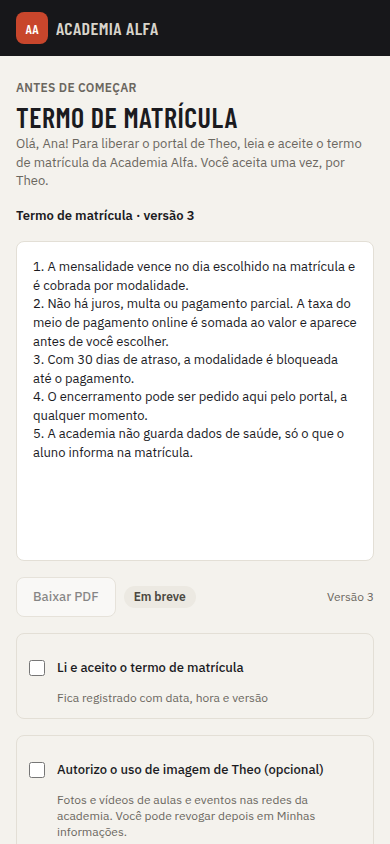 AA ACADEMIA ALFA
ANTES DE COMEÇAR
TERMO DE MATRÍCULA
Olá, Ana! Para liberar o portal de Theo, leia e aceite o termo
de matrícula da Academia Alfa. Você aceita uma vez, por
Theo.
Termo de matrícula · versão 3
1. A mensalidade vence no dia escolhido na matrícula e
é cobrada por modalidade.
2. Não há juros, multa ou pagamento parcial. A taxa do
meio de pagamento online é somada ao valor e aparece
antes de você escolher.
3. Com 30 dias de atraso, a modalidade é bloqueada
até o pagamento.
4. O encerramento pode ser pedido aqui pelo portal, a
qualquer momento.
5. A academia não guarda dados de saúde, só o que o
aluno informa na matrícula.
Baixar PDF Em breve Versão 3
Li e aceito o termo de matrícula
Fica registrado com data, hora e versão
Autorizo o uso de imagem de Theo (opcional)
Fotos e vídeos de aulas e eventos nas redes da
academia. Você pode revogar depois em Minhas
informações.